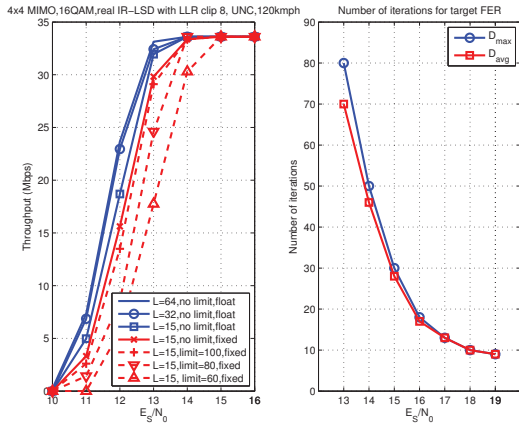 4x4 MIMO,16QAM,real IR−LSD with LLR clip 8, UNC,120kmph
Throughput (Mbps)
35
30
25
20
15
10
5
0
10 11 12 13 14 15 16
E_S/N_0
L=64,no limit,float
L=32,no limit,float
L=15,no limit,float
L=15,no limit,fixed
L=15,limit=100,fixed
L=15,limit=80,fixed
L=15, limit=60,fixed
Number of iterations for target FER
Number of iterations
90
80
70
60
50
40
30
20
10
0
13 14 15 16 17 18 19
E_S/N_0
D_max
D_avg